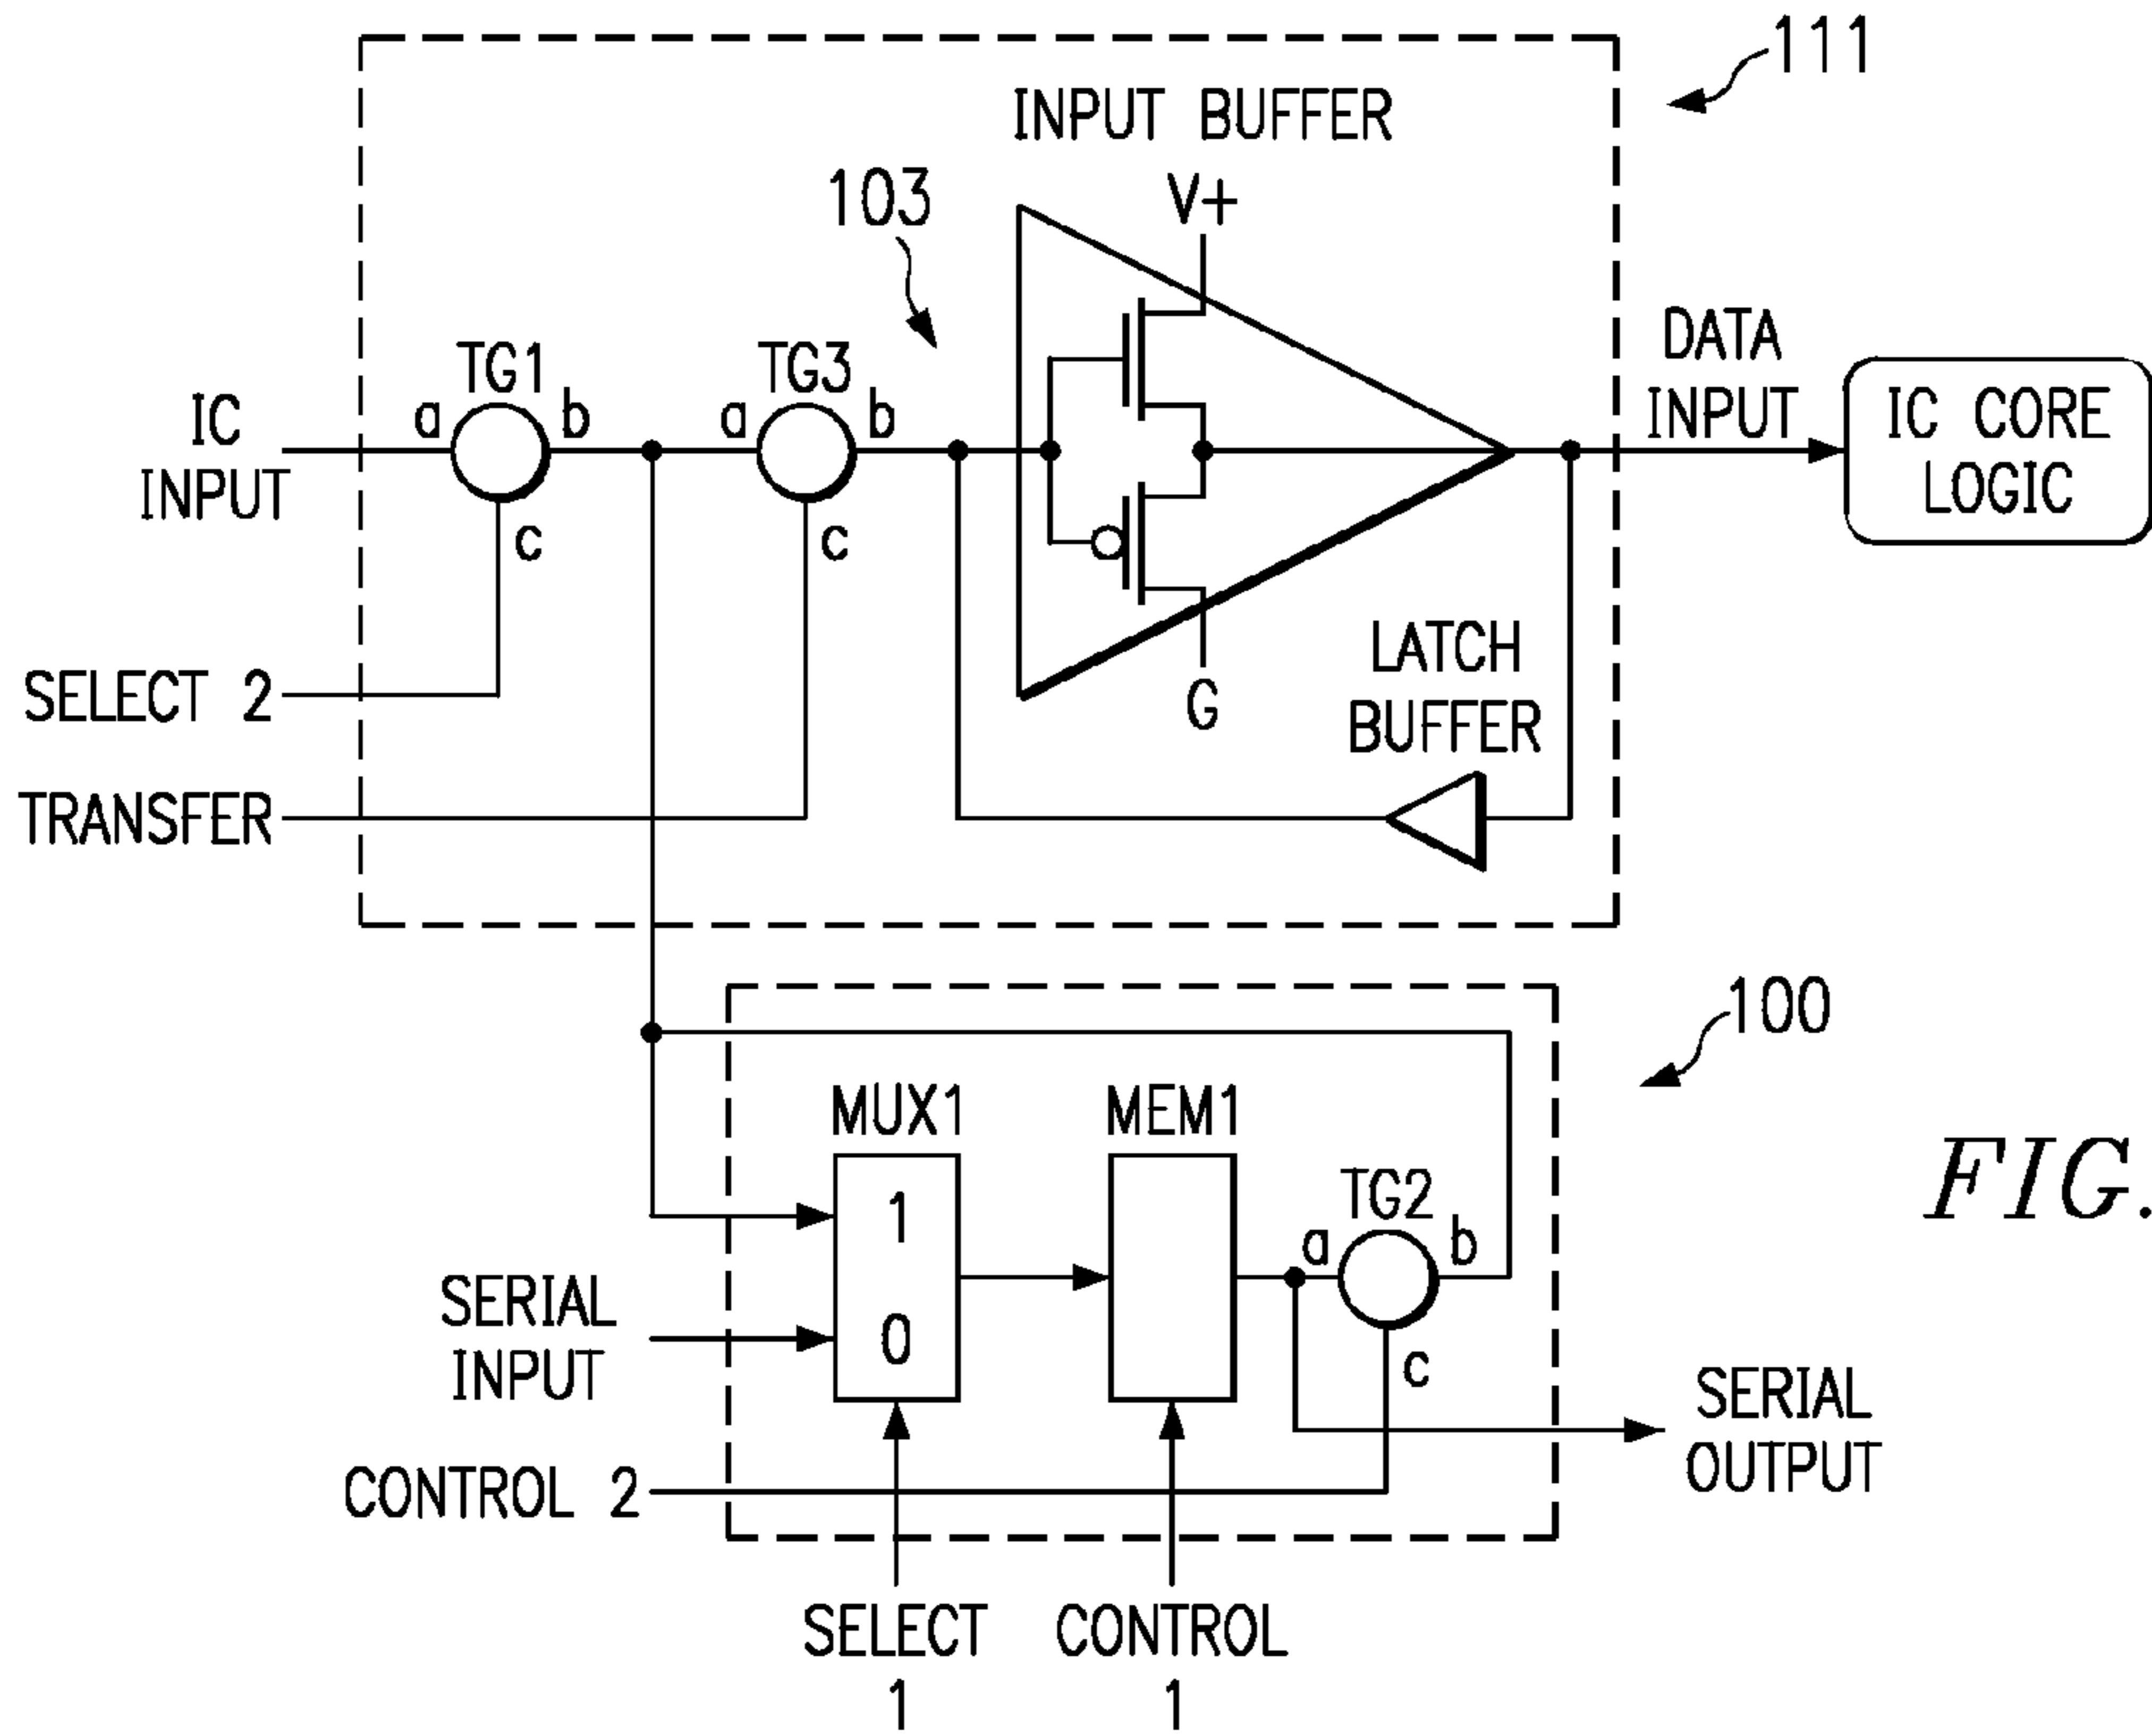 111
INPUT BUFFER
103
V+
DATA
INPUT
IC CORE
LOGIC
IC
INPUT
a
TG1
b
c
a
TG3
b
c
G
SELECT 2
TRANSFER
LATCH
BUFFER
100
MUX1
1
0
MEM1
TG2
a
b
c
FIG.
SERIAL
INPUT
CONTROL 2
SERIAL
OUTPUT
SELECT
1
CONTROL
1